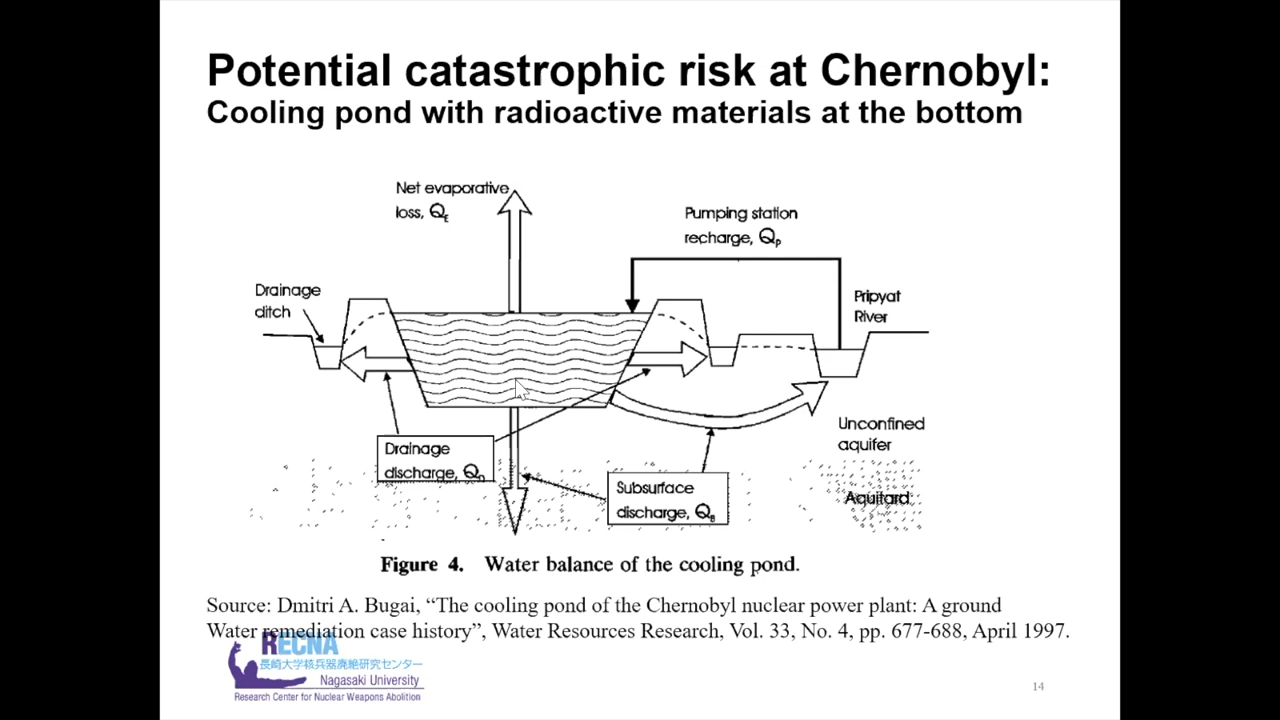 Potential catastrophic risk at Chernobyl:
Cooling pond with radioactive materials at the bottom
Net evaporative
loss, QE
Pumping station
recharge, QP
Drainage
ditch
Pripyat
River
Unconfined
aquifer
Drainage
discharge, QD
Subsurface
discharge, QB
Aquitard
Figure 4. Water balance of the cooling pond.
Source: Dmitri A. Bugai, “The cooling pond of the Chernobyl nuclear power plant: A ground
Water remediation case history”, Water Resources Research, Vol. 33, No. 4, pp. 677-688, April 1997.
RECNA
長崎大学核兵器廃絶研究センター
Nagasaki University
Research Center for Nuclear Weapons Abolition
14